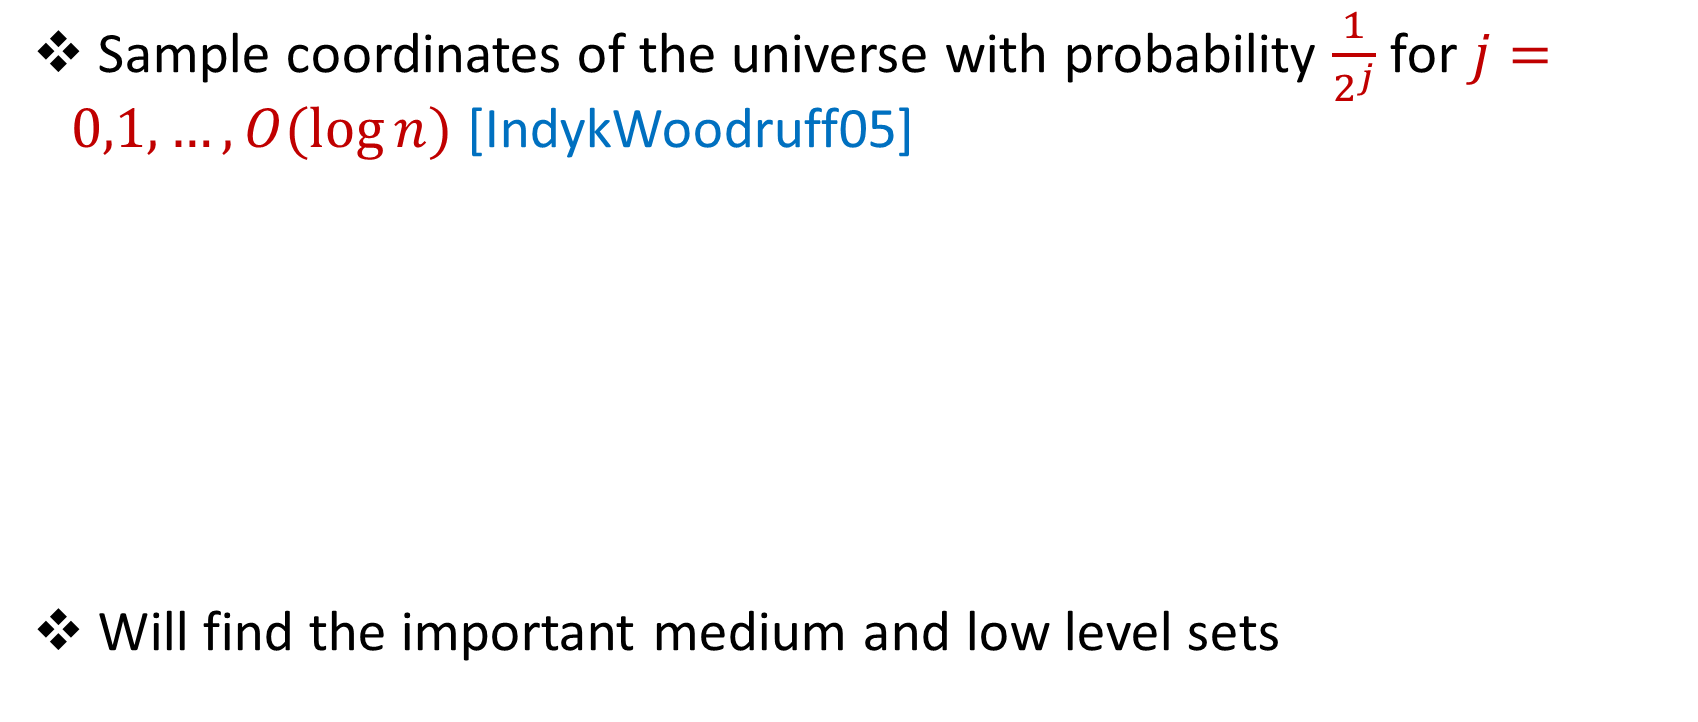 ❖ Sample coordinates of the universe with probability 1/2^j for j =
0,1, … , O(log n) [IndykWoodruff05]
❖ Will find the important medium and low level sets